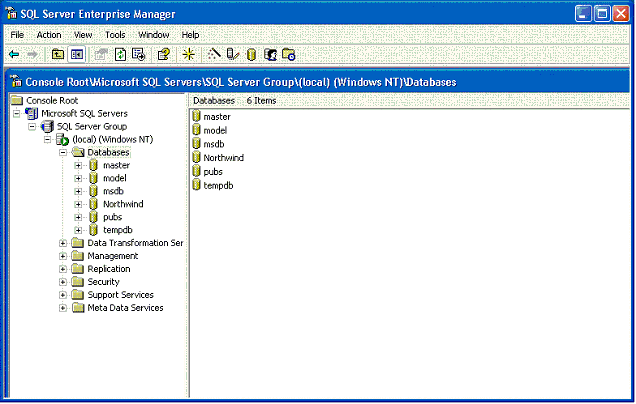 SQL Server Enterprise Manager
File Action View Tools Window Help
Console Root\Microsoft SQL Servers\SQL Server Group\(local) (Windows NT)\Databases
Console Root
Microsoft SQL Servers
SQL Server Group
(local) (Windows NT)
Databases
master
model
msdb
Northwind
pubs
tempdb
Data Transformation Ser
Management
Replication
Security
Support Services
Meta Data Services
Databases 6 Items
master
model
msdb
Northwind
pubs
tempdb